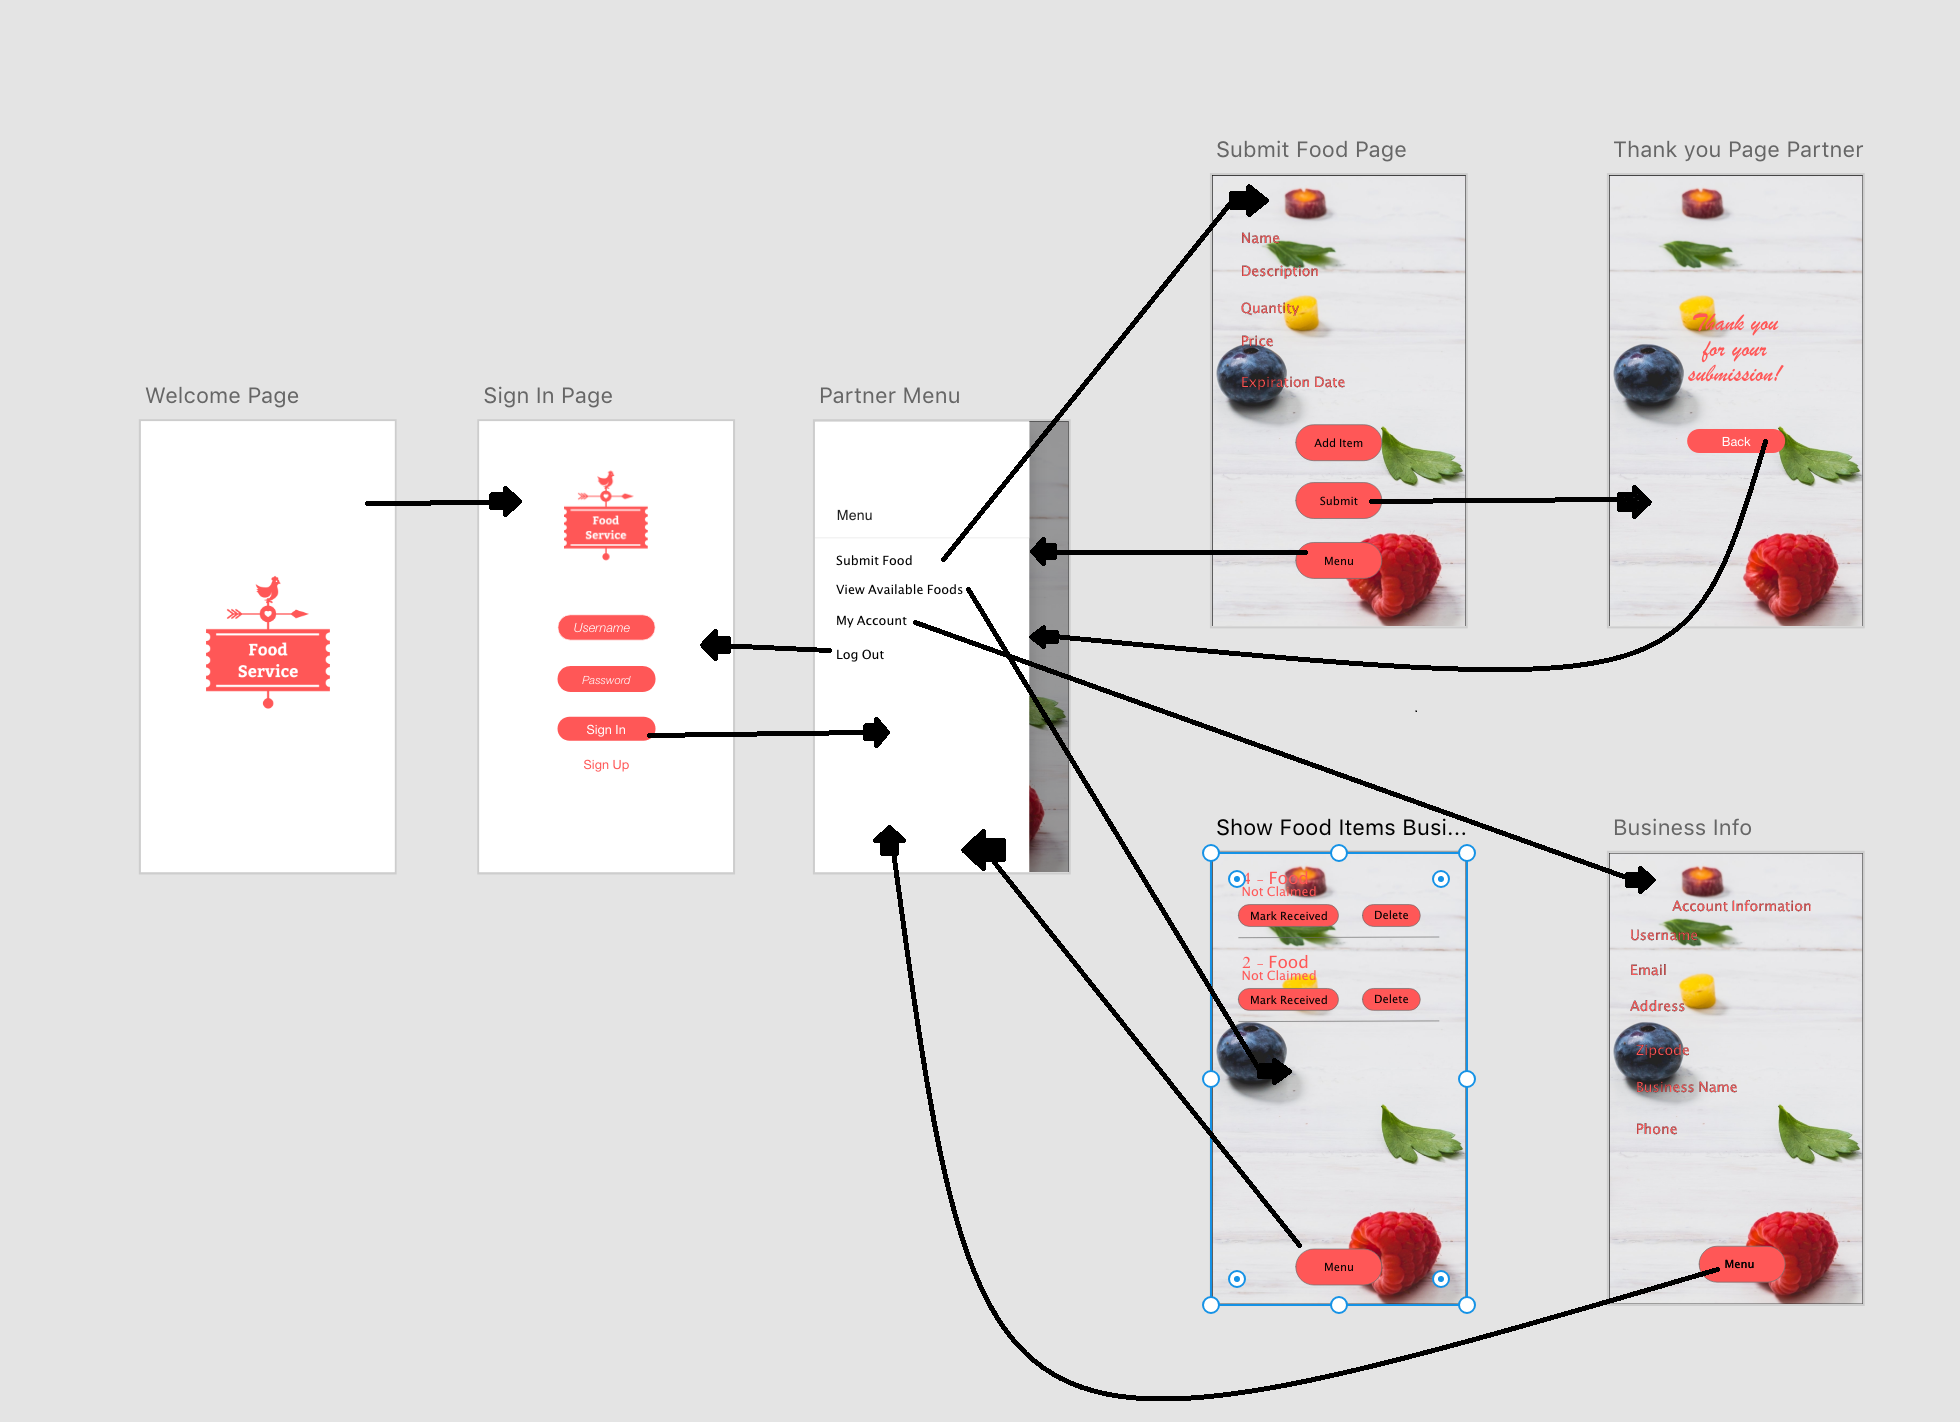 Welcome Page
Food
Service
Sign In Page
Food
Service
Username
Password
Sign In
Sign Up
Partner Menu
Menu
Submit Food
View Available Foods
My Account
Log Out
Submit Food Page
Name
Description
Quantity
Price
Expiration Date
Add Item
Submit
Menu
Thank you Page Partner
Thank you
for your
submission!
Back
Show Food Items Busi...
4 - Food
Not Claimed
Mark Received Delete
2 - Food
Not Claimed
Mark Received Delete
Menu
Business Info
Account Information
Username
Email
Address
Zipcode
Business Name
Phone
Menu